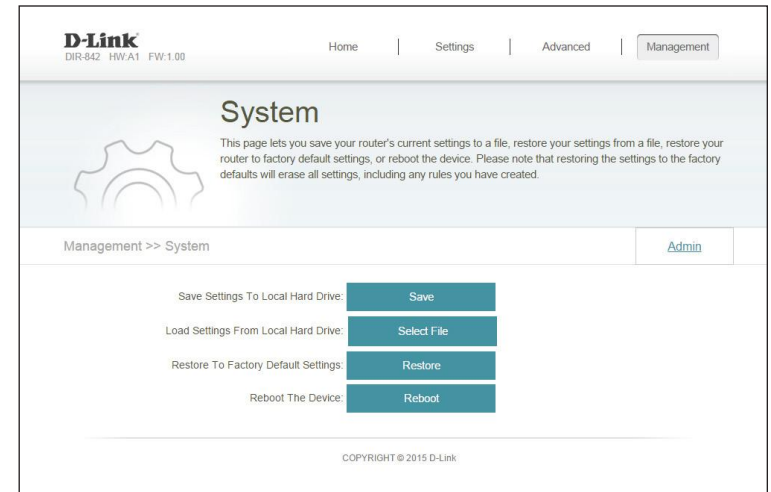 D-Link
DIR-842 HW:A1 FW:1.00
Home | Settings | Advanced | Management
System
This page lets you save your router's current settings to a file, restore your settings from a file, restore your
router to factory default settings, or reboot the device. Please note that restoring the settings to the factory
defaults will erase all settings, including any rules you have created.
Management >> System
Admin
Save Settings To Local Hard Drive: Save
Load Settings From Local Hard Drive: Select File
Restore To Factory Default Settings: Restore
Reboot The Device: Reboot
COPYRIGHT © 2015 D-Link